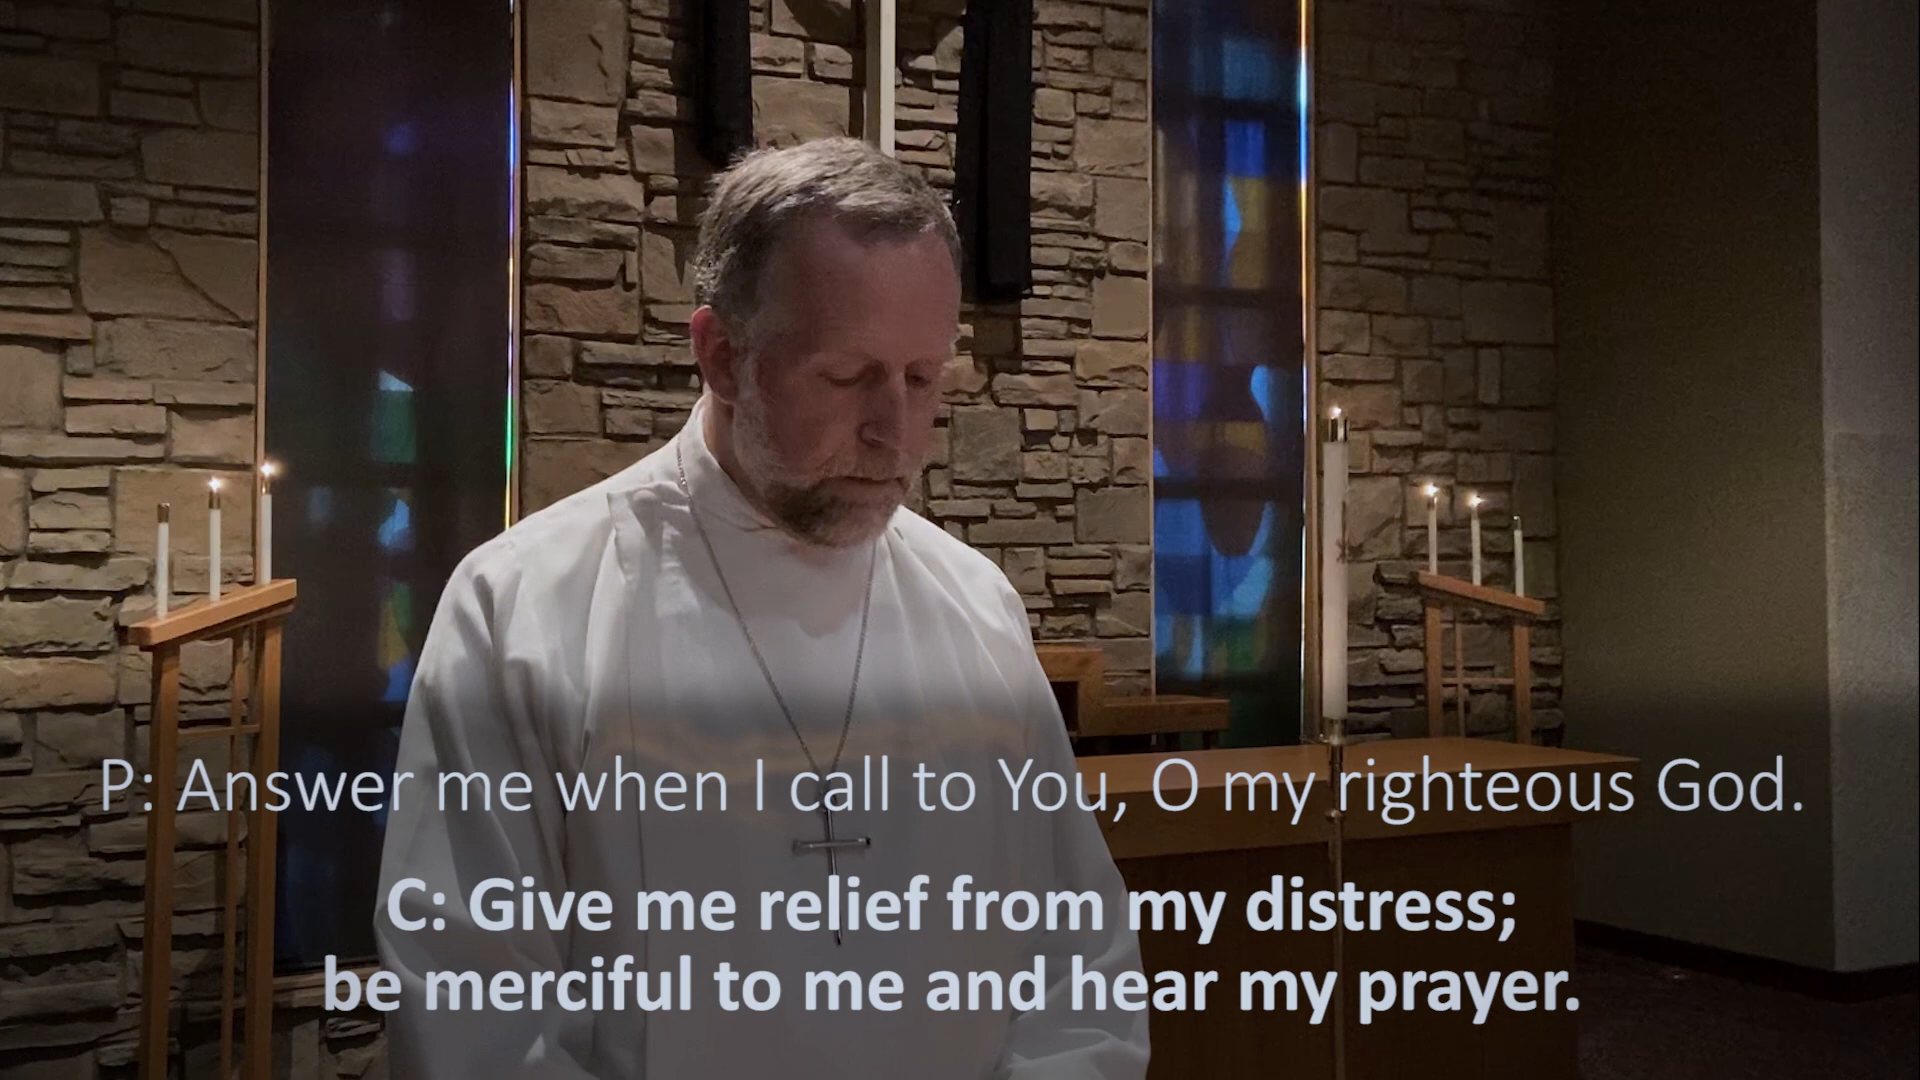 P: Answer me when I call to You, O my righteous God.
C: Give me relief from my distress;
be merciful to me and hear my prayer.